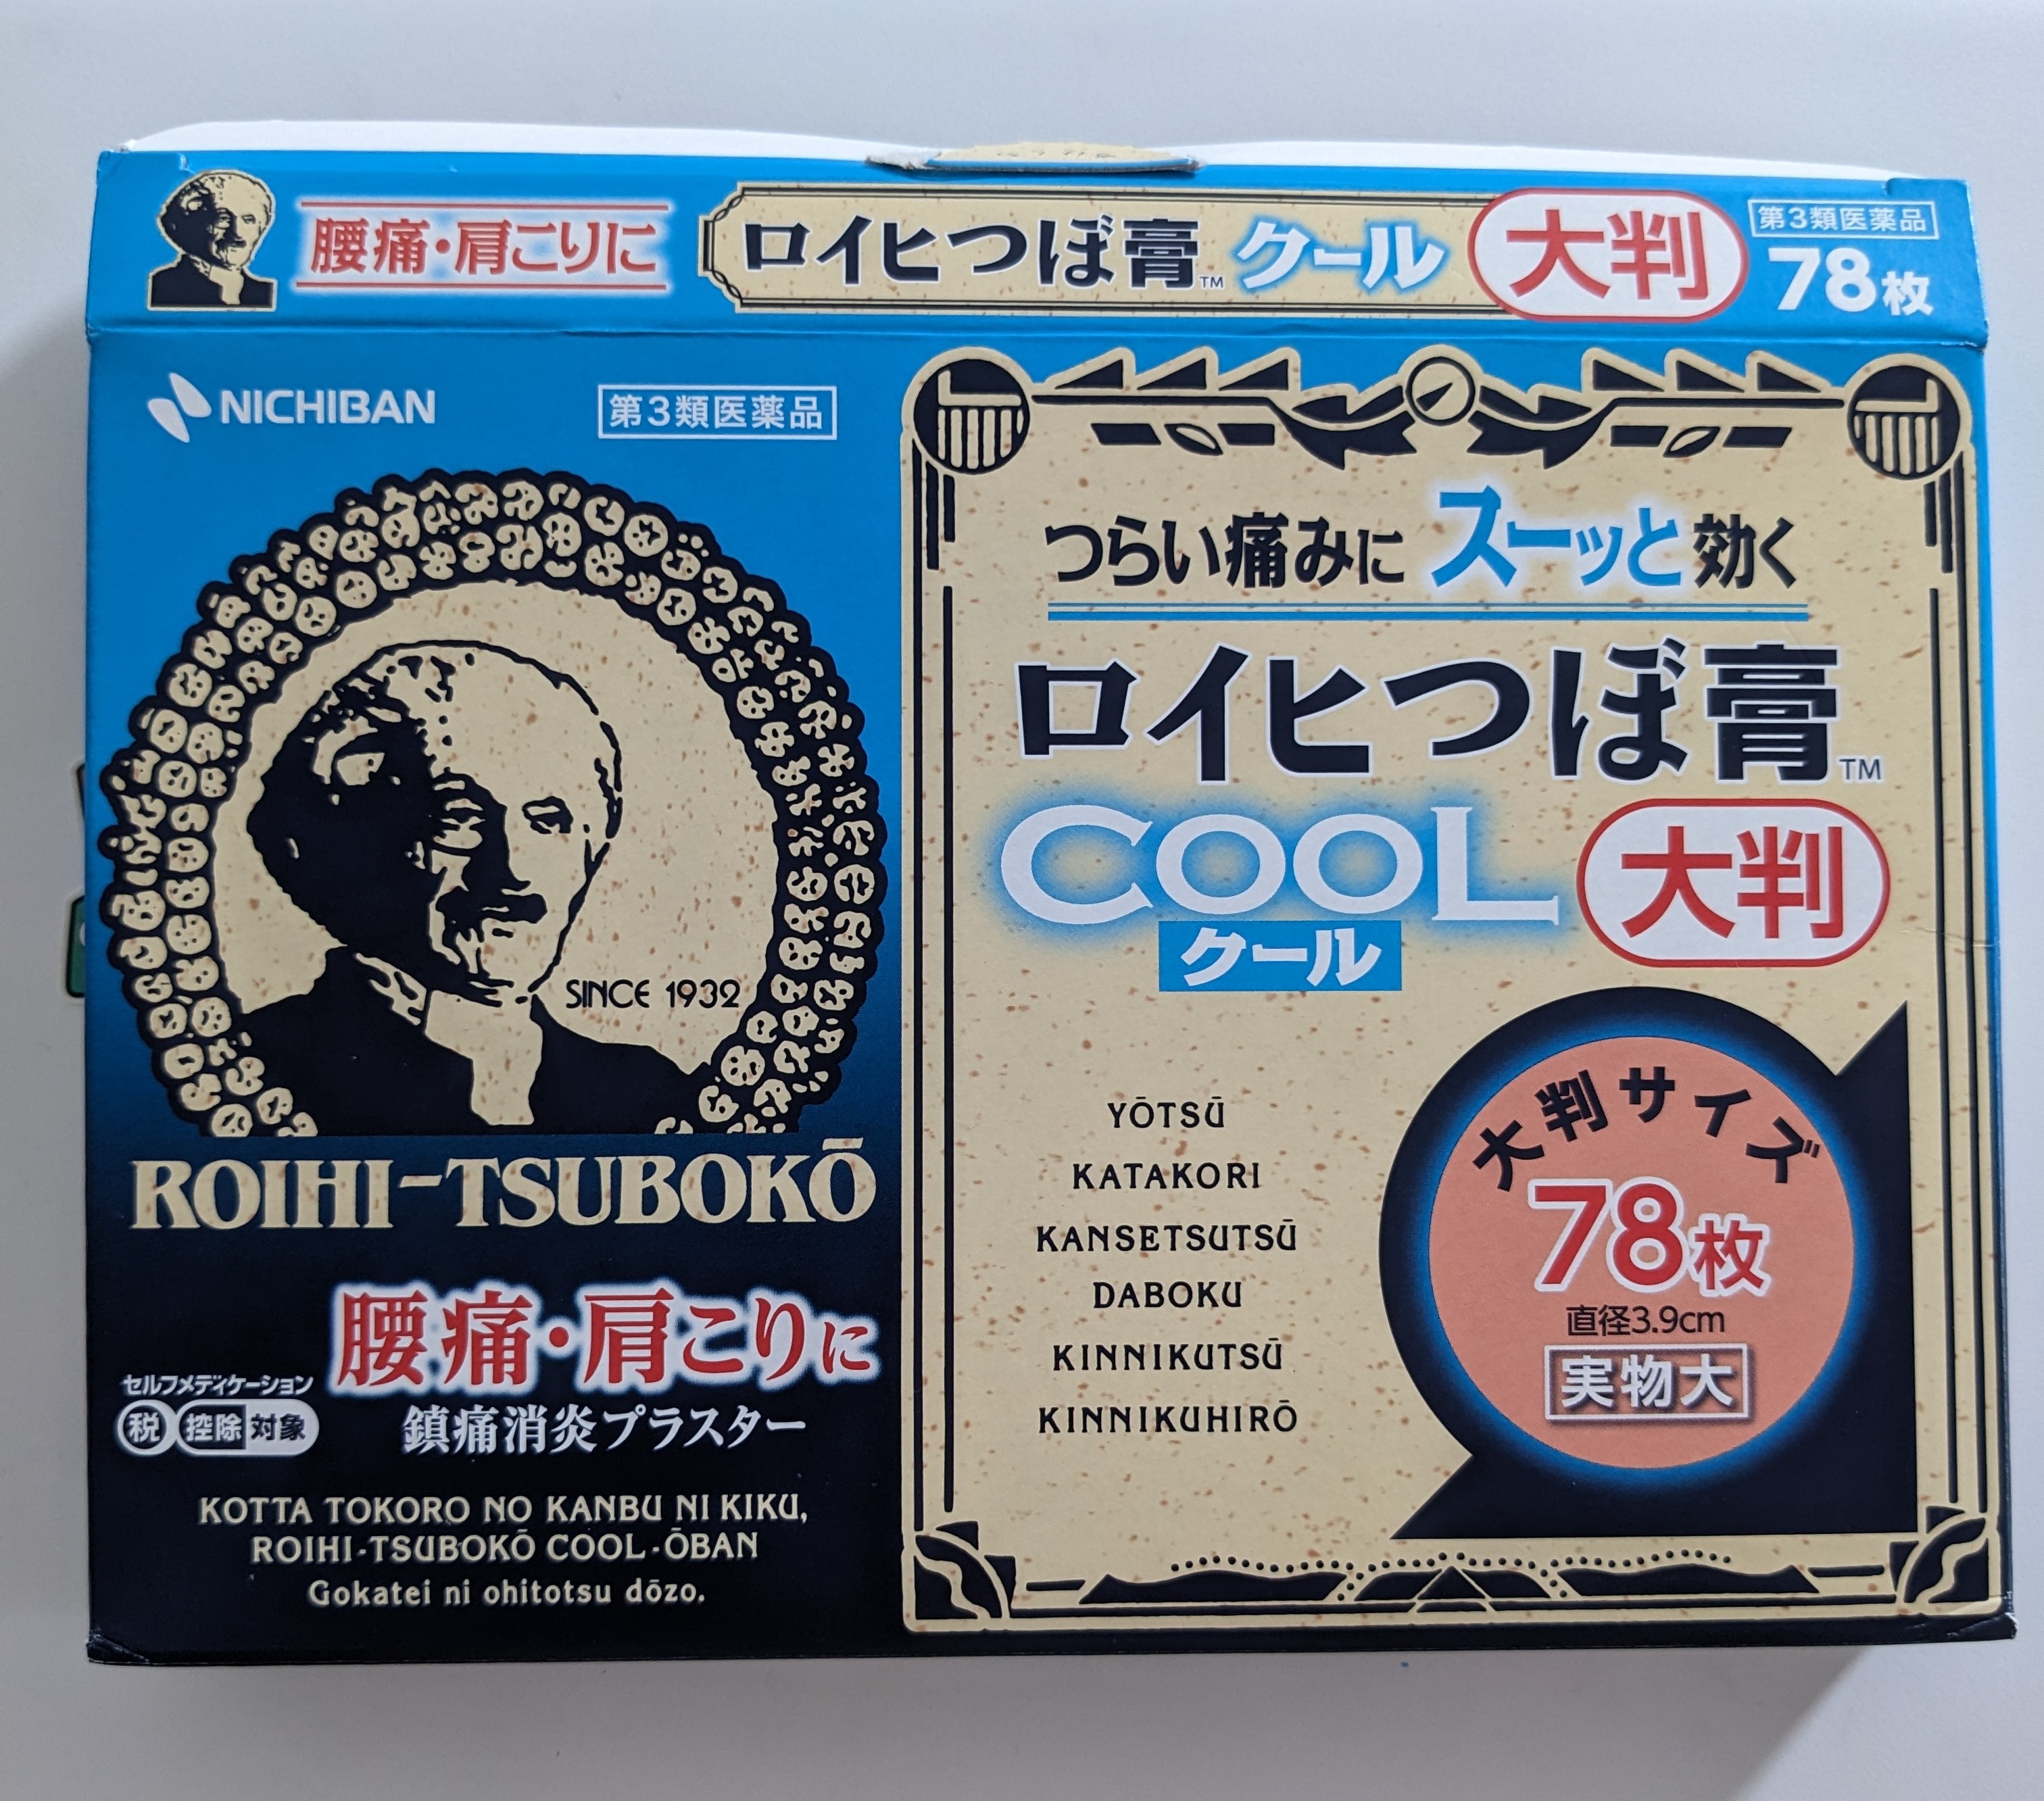 腰痛・肩こりに
ロイヒつぼ膏™ クール 大判
第3類医薬品
78枚
NICHIBAN
第3類医薬品
SINCE 1932
ROIHI-TSUBOKŌ
腰痛・肩こりに
鎮痛消炎プラスター
セルフメディケーション
税 控除 対象
KOTTA TOKORO NO KANBU NI KIKU,
ROIHI-TSUBOKŌ COOL-ŌBAN
Gokatei ni ohitotsu dōzo.
つらい痛みにスーッと効く
ロイヒつぼ膏™
COOL 大判
クール
YŌTSŪ
KATAKORI
KANSETSUTSŪ
DABOKU
KINNIKUTSŪ
KINNIKUHIRŌ
大判サイズ
78枚
直径3.9cm
実物大